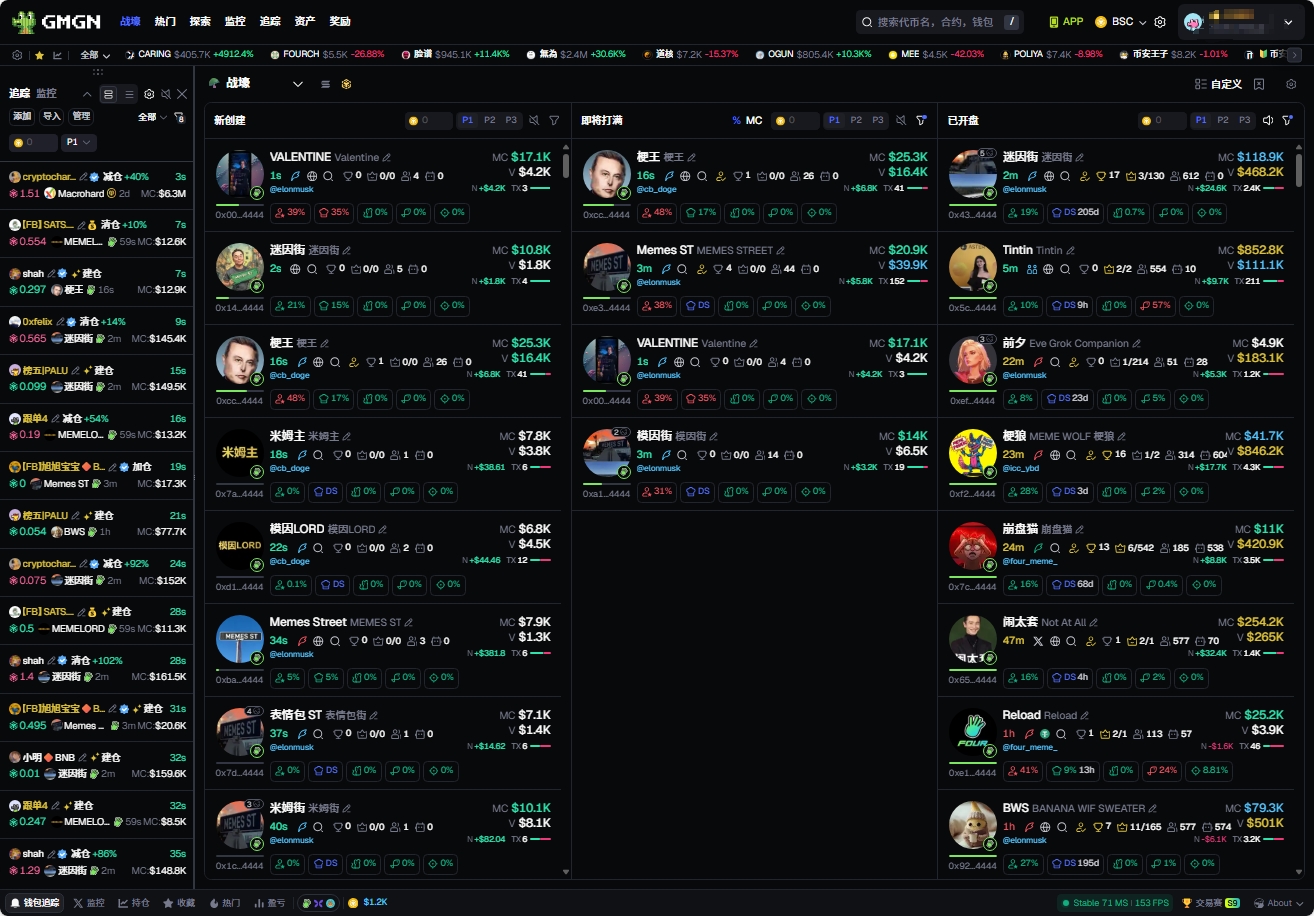 GMGN 战壕 热门 探索 监控 追踪 资产 奖励 搜索代币名，合约，钱包 / APP BSC
全部 CARING $405.7K +4912.4% FOURCH $5.5K -26.88% 脸谱 $945.1K +11.4% 無為 $2.4M +30.6% $7.2K -15.37% OGUN $805.4K +10.3% MEE $4.5K -42.03% POLIYA $7.4K -8.98% 币安王子 $8.2K -1.01%
追踪 监控
添加 导入 管理 全部
0 P1
cryptochar... 减仓 +40% 3s
1.51 Macrohard 2d MC:$6.3M
[FB] SATS... 清仓 +10% 7s
0.554 MEMEL... 59s MC:$12.6K
shah 建仓 7s
0.297 梗王 16s MC:$12.9K
0xfelix 清仓 +14% 9s
0.565 迷因街 2m MC:$145.4K
榜五|PALU 建仓 15s
0.099 迷因街 2m MC:$149.5K
跟单4 减仓 +54% 16s
0.19 MEMELO... 59s MC:$13.2K
[FB]旭旭宝宝 B... 加仓 19s
0 Memes ST 3m MC:$17.3K
榜五|PALU 建仓 21s
0.054 BWS 1h MC:$77.7K
cryptochar... 减仓 +92% 24s
0.075 迷因街 2m MC:$152K
[FB] SATS... 建仓 28s
0.5 MEMELORD 59s MC:$11.3K
shah 清仓 +102% 28s
1.4 迷因街 2m MC:$161.5K
[FB]旭旭宝宝 B... 建仓 31s
0.495 Memes ... 3m MC:$20.6K
小明 BNB 建仓 32s
0.01 迷因街 2m MC:$159.6K
跟单4 建仓 32s
0.247 MEMELO... 59s MC:$8.5K
shah 减仓 +86% 35s
1.29 迷因街 2m MC:$148.8K
战壕 自定义
新创建 0 P1 P2 P3
VALENTINE Valentine MC $17.1K
1s 0 0/0 4 0 V $4.2K
@elonmusk N +$4.2K TX 3
0x00...4444 39% 35% 0% 0% 0%
迷因街 迷因街 MC $10.8K
2s 0 0/0 5 0 V $1.8K
N +$1.8K TX 4
0x14...4444 21% 15% 0% 0% 0%
梗王 梗王 MC $25.3K
16s 1 0/0 26 0 V $16.4K
@cb_doge N +$6.8K TX 41
0xcc...4444 48% 17% 0% 0% 0%
米姆主
米姆主 米姆主 MC $7.8K
18s 0 0/0 1 0 V $3.8K
@cb_doge N +$38.61 TX 6
0x7a...4444 0% DS 0% 0% 0%
模因LORD
模因LORD 模因LORD MC $6.8K
22s 0 0/0 2 0 V $4.5K
@cb_doge N +$44.46 TX 12
0xd1...4444 0.1% DS 0% 0% 0%
MEMES ST
Memes Street MEMES ST MC $7.9K
34s 0 0/0 3 0 V $1.3K
@elonmusk N +$381.8 TX 6
0xba...4444 5% 5% 0% 0% 0%
4 MEMES ST
表情包 ST 表情包街 MC $7.1K
37s 0 0/0 1 0 V $1.4K
@elonmusk N +$14.62 TX 6
0x7d...4444 0% DS 0% 0% 0%
3 MEMES ST
米姆街 米姆街 MC $10.1K
40s 0 0/0 1 0 V $8.1K
@elonmusk N +$82.04 TX 6
0x1c...4444 0% DS 0% 0% 0%
即将打满 % MC 0 P1 P2 P3
梗王 梗王 MC $25.3K
16s 1 0/0 26 0 V $16.4K
@cb_doge N +$6.8K TX 41
0xcc...4444 48% 17% 0% 0% 0%
MEMES ST
Memes ST MEMES STREET MC $20.9K
3m 4 0/0 44 0 V $39.9K
@elonmusk N +$5.8K TX 152
0xe3...4444 38% DS 0% 0% 0%
VALENTINE Valentine MC $17.1K
1s 0 0/0 4 0 V $4.2K
@elonmusk N +$4.2K TX 3
0x00...4444 39% 35% 0% 0% 0%
2
模因街 模因街 MC $14K
3m 0 0/0 14 0 V $6.5K
@elonmusk N +$3.2K TX 19
0xa1...4444 31% DS 0% 0% 0%
已开盘 0 P1 P2 P3
5
迷因街 迷因街 MC $118.9K
2m 17 3/130 612 0 V $468.2K
@elonmusk N +$24.6K TX 2.4K
0x43...4444 19% DS 205d 0.7% 0% 0%
Tintin Tintin MC $852.8K
5m 0 2/2 554 10 V $111.1K
N +$9.7K TX 211
0x5c...4444 10% DS 9h 0% 57% 0%
3
前夕 Eve Grok Companion MC $4.9K
22m 0 1/214 51 28 V $183.1K
@elonmusk N +$5.3K TX 1.2K
0xef...4444 8% DS 23d 0% 5% 0%
梗狼 MEME WOLF 梗狼 MC $41.7K
23m 16 1/2 314 604 V $846.2K
@icc_ybd N +$17.7K TX 4.3K
0xf2...4444 28% DS 3d 0% 2% 0%
崩盘猫 崩盘猫 MC $11K
24m 13 6/542 185 538 V $420.9K
@four_meme_ N +$8.8K TX 3.5K
0x7c...4444 16% DS 68d 0% 0.4% 0%
闹太套
闹太套 Not At All MC $254.2K
47m 1 2/1 577 70 V $265K
N +$32.4K TX 1.4K
0x65...4444 16% DS 4h 0% 2% 0%
FOUR
Reload Reload MC $25.2K
1h 1 2/1 113 57 V $3.9K
@four_meme_ N -$1.6K TX 46
0xe1...4444 41% 9% 13h 0% 24% 8.81%
BWS BANANA WIF SWEATER MC $79.3K
1h 7 11/165 577 574 V $501K
@elonmusk N -$6.1K TX 3.2K
0x92...4444 27% DS 195d 0% 1% 0%
钱包追踪 监控 持仓 收藏 热门 盈亏 $1.2K Stable 71 MS | 153 FPS 交易赛 S9 About